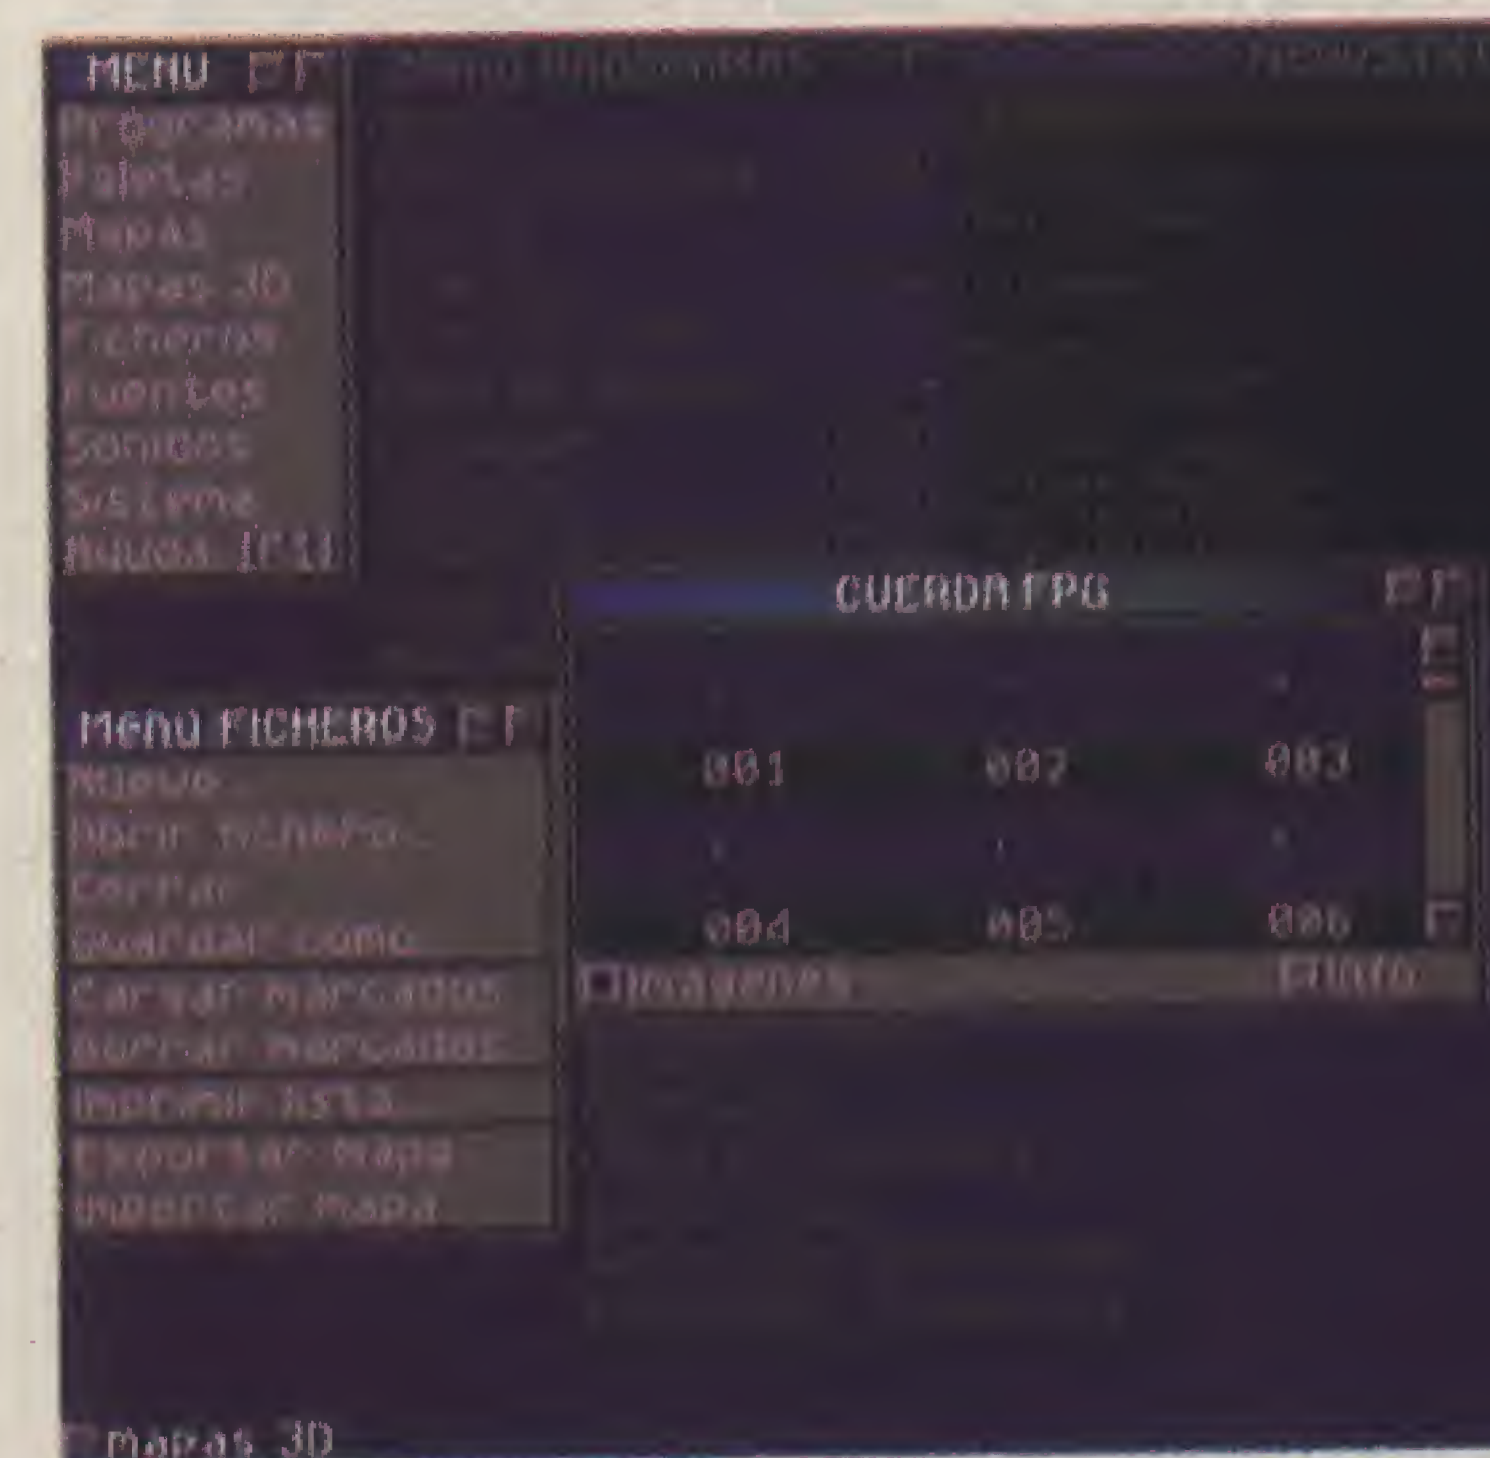 MENU
Programas
Paletas
Mapas
Mapas 3D
Ficheros
Fuentes
Sonidos
Sistema
Ayuda [F1]
CUERDA FPG
001 002 003
004 005 006
Imagenes
Menu FICHEROS
Nuevo...
Abrir fichero...
Cerrar
Guardar como...
Cargar marcados
Borrar marcados
Imprimir lista...
Exportar mapa
Importar mapa
Mapas 3D